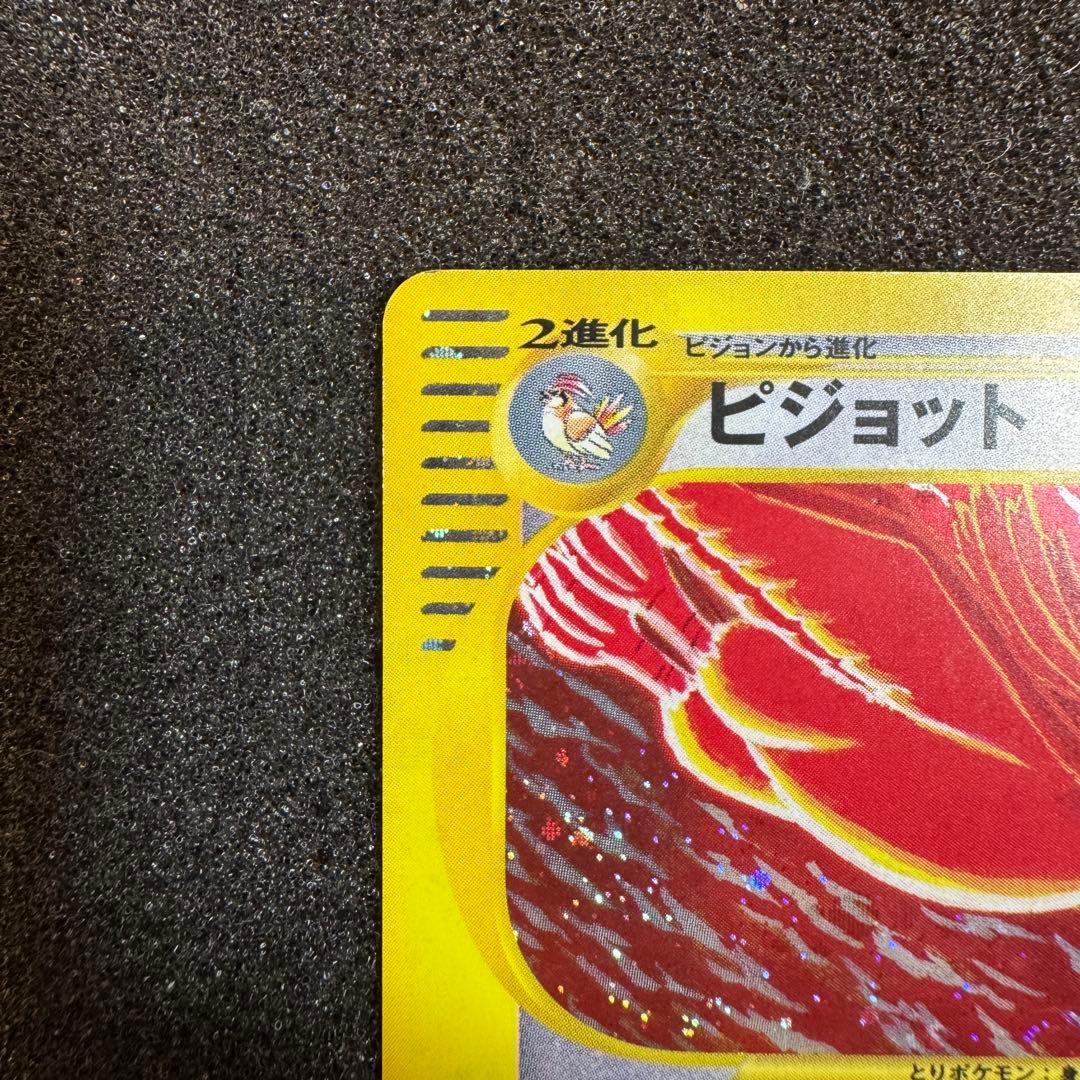 2進化
ピジョンから進化
ピジョット
とりポケモン：身